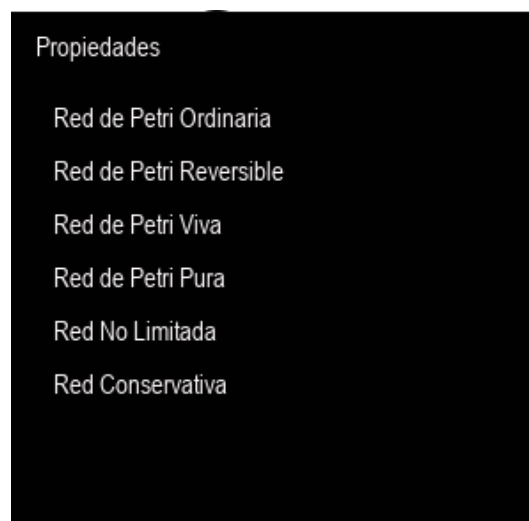 Propiedades
Red de Petri Ordinaria
Red de Petri Reversible
Red de Petri Viva
Red de Petri Pura
Red No Limitada
Red Conservativa